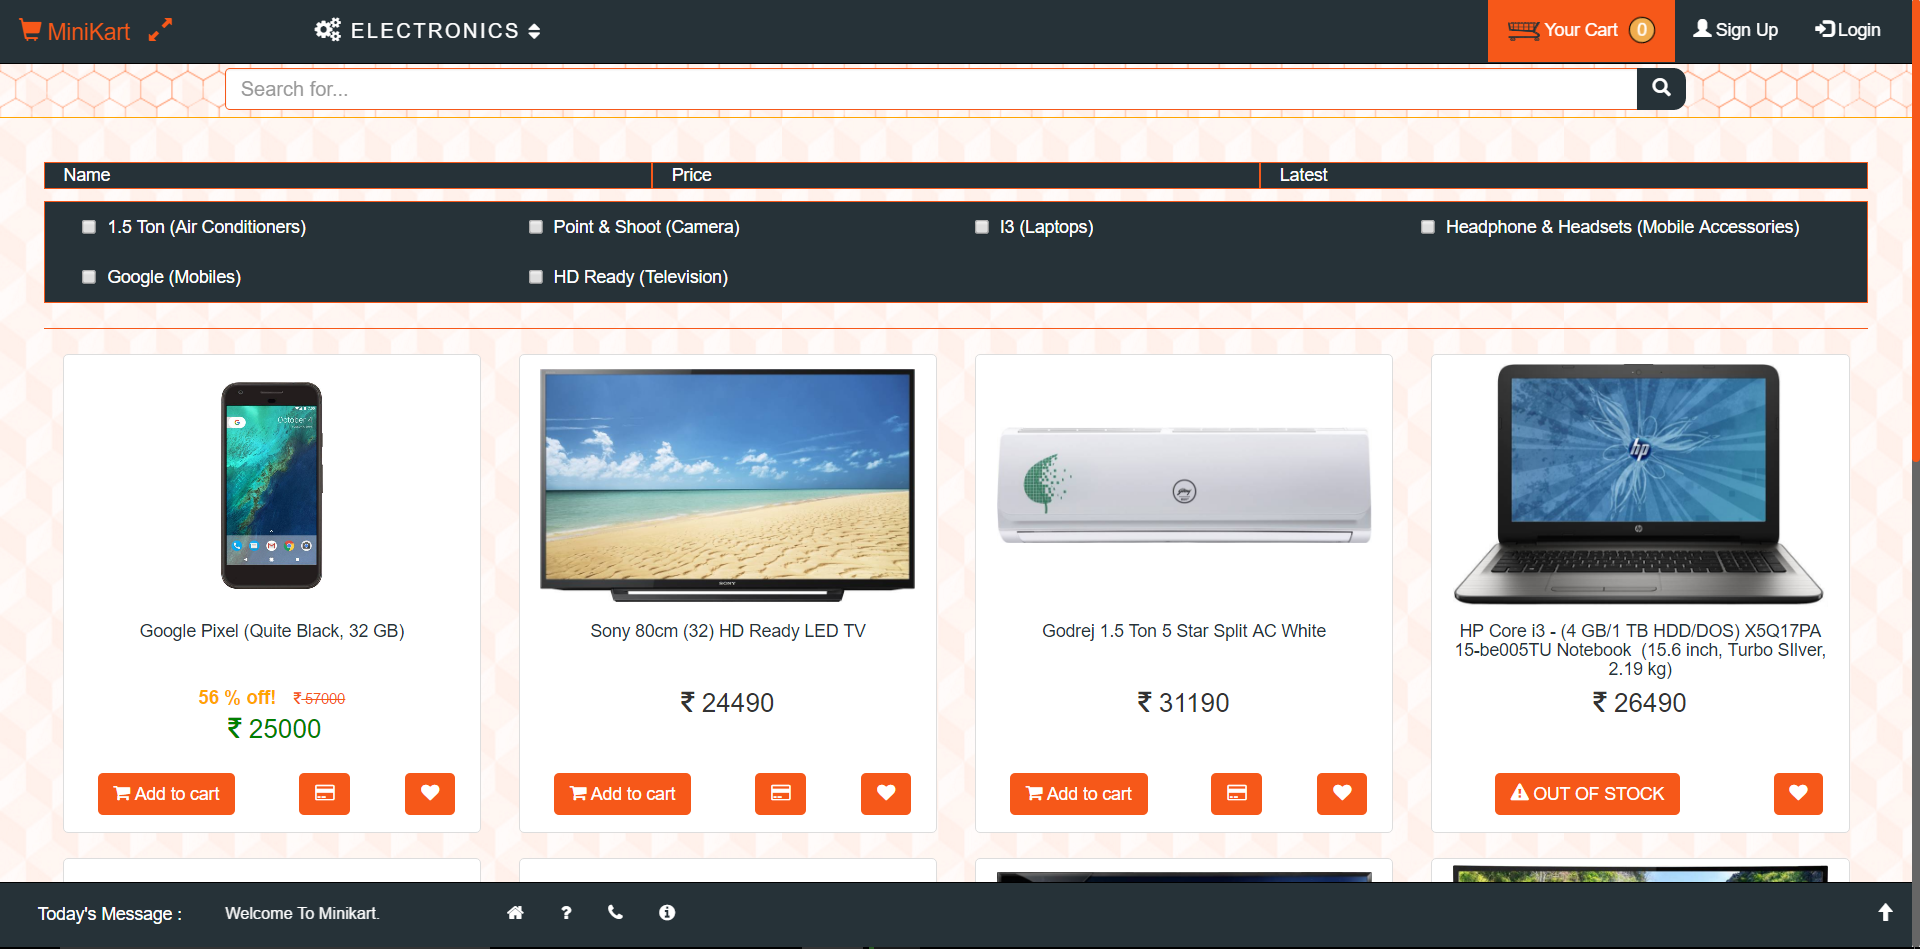 MiniKart
ELECTRONICS
Your Cart 0
Sign Up
Login
Search for...
Name
Price
Latest
1.5 Ton (Air Conditioners)
Point & Shoot (Camera)
I3 (Laptops)
Headphone & Headsets (Mobile Accessories)
Google (Mobiles)
HD Ready (Television)
SONY
hp
Google Pixel (Quite Black, 32 GB)
56 % off! ₹ 57000
₹ 25000
Add to cart
Sony 80cm (32) HD Ready LED TV
₹ 24490
Add to cart
Godrej 1.5 Ton 5 Star Split AC White
₹ 31190
Add to cart
HP Core i3 - (4 GB/1 TB HDD/DOS) X5Q17PA
15-be005TU Notebook (15.6 inch, Turbo SIlver,
2.19 kg)
₹ 26490
OUT OF STOCK
Today's Message :
Welcome To Minikart.